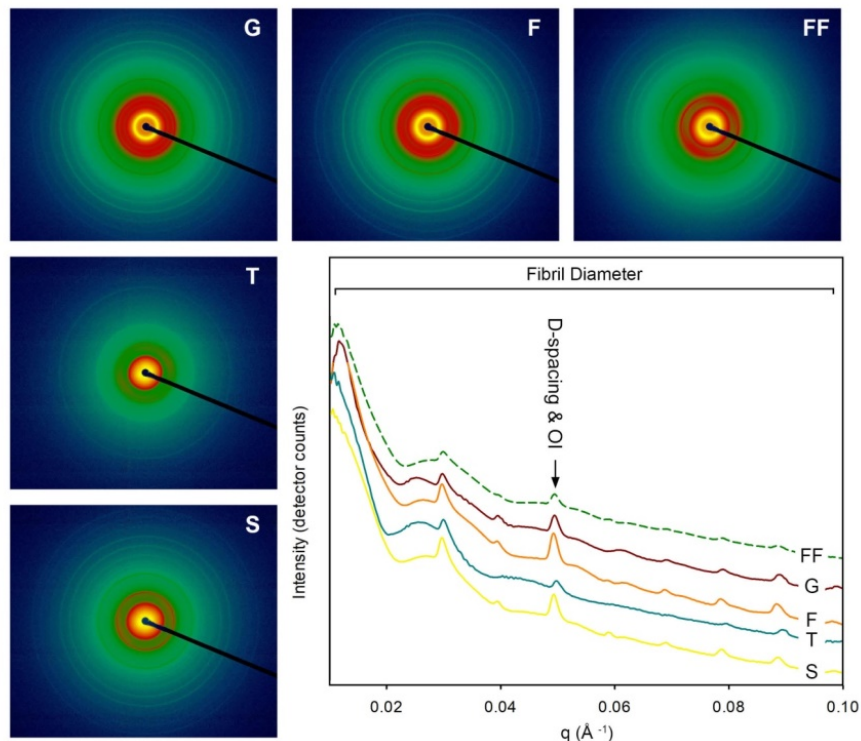 G
F
FF
T
S
Fibril Diameter
D-spacing & OI
Intensity (detector counts)
FF
G
F
T
S
0.02
0.04
0.06
0.08
0.10
q (Å -1)